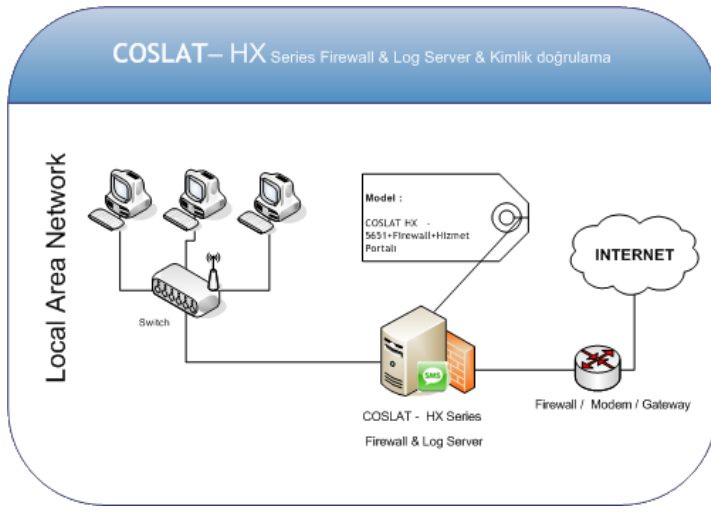 COSLAT– HX Series Firewall & Log Server & Kimlik doğrulama
Local Area Network
Model :
COSLAT HX -
5651+Firewall+Hizmet
Portalı
INTERNET
Switch
SMS
Firewall / Modem / Gateway
COSLAT - HX Series
Firewall & Log Server